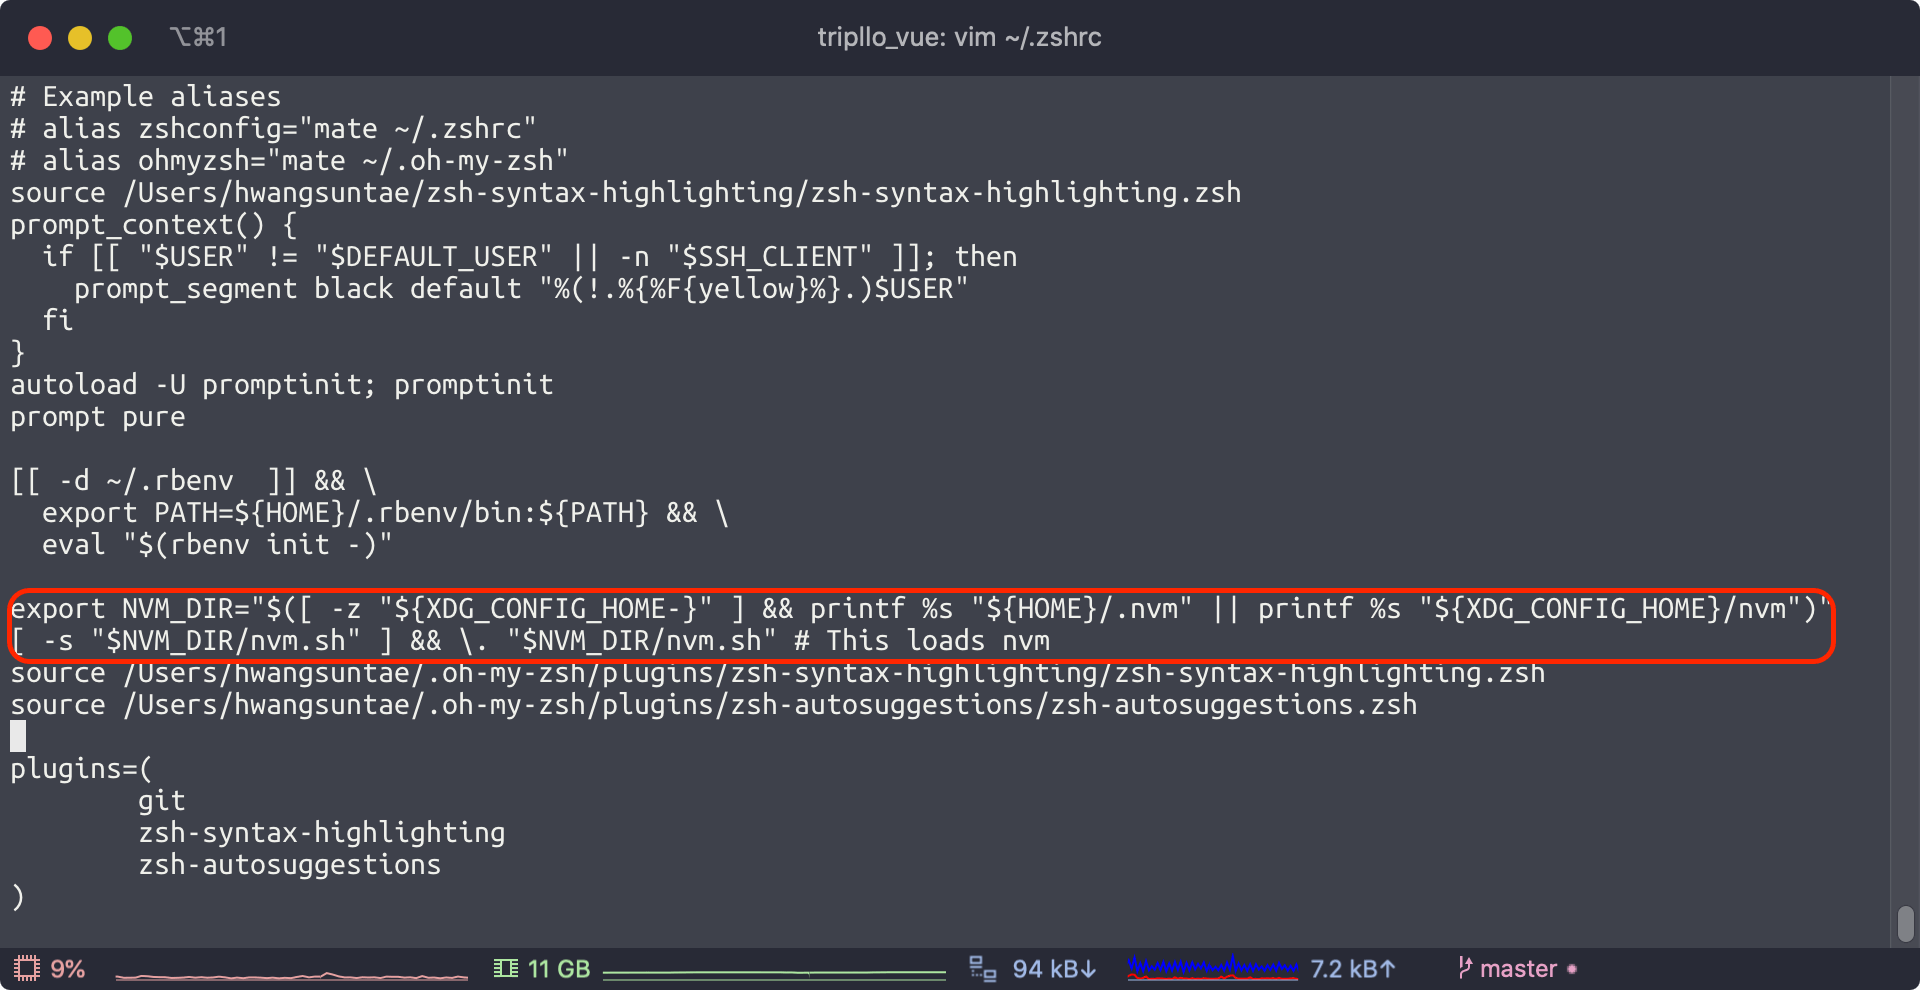 ⌥⌘1
tripllo_vue: vim ~/.zshrc
# Example aliases
# alias zshconfig="mate ~/.zshrc"
# alias ohmyzsh="mate ~/.oh-my-zsh"
source /Users/hwangsuntae/zsh-syntax-highlighting/zsh-syntax-highlighting.zsh
prompt_context() {
  if [[ "$USER" != "$DEFAULT_USER" || -n "$SSH_CLIENT" ]]; then
    prompt_segment black default "%(!.%{%F{yellow}%}.)$USER"
  fi
}
autoload -U promptinit; promptinit
prompt pure
[[ -d ~/.rbenv  ]] && \
  export PATH=${HOME}/.rbenv/bin:${PATH} && \
  eval "$(rbenv init -)"
export NVM_DIR="$([ -z "${XDG_CONFIG_HOME-}" ] && printf %s "${HOME}/.nvm" || printf %s "${XDG_CONFIG_HOME}/nvm")"
[ -s "$NVM_DIR/nvm.sh" ] && \. "$NVM_DIR/nvm.sh" # This loads nvm
source /Users/hwangsuntae/.oh-my-zsh/plugins/zsh-syntax-highlighting/zsh-syntax-highlighting.zsh
source /Users/hwangsuntae/.oh-my-zsh/plugins/zsh-autosuggestions/zsh-autosuggestions.zsh
plugins=(
        git
        zsh-syntax-highlighting
        zsh-autosuggestions
)
9% 11 GB 94 kB↓ 7.2 kB↑ master